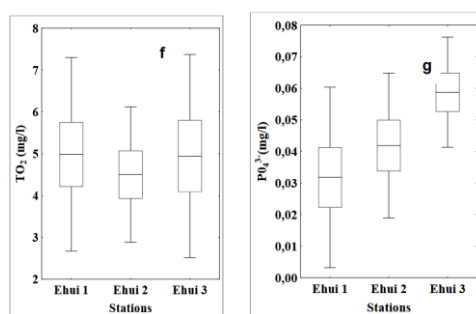 f
TO₂ (mg/l)
8
7
6
5
4
3
2
Ehui 1 Ehui 2 Ehui 3
Stations
g
P0₄³⁻(mg/l)
0,08
0,07
0,06
0,05
0,04
0,03
0,02
0,01
0,00
Ehui 1 Ehui 2 Ehui 3
Stations